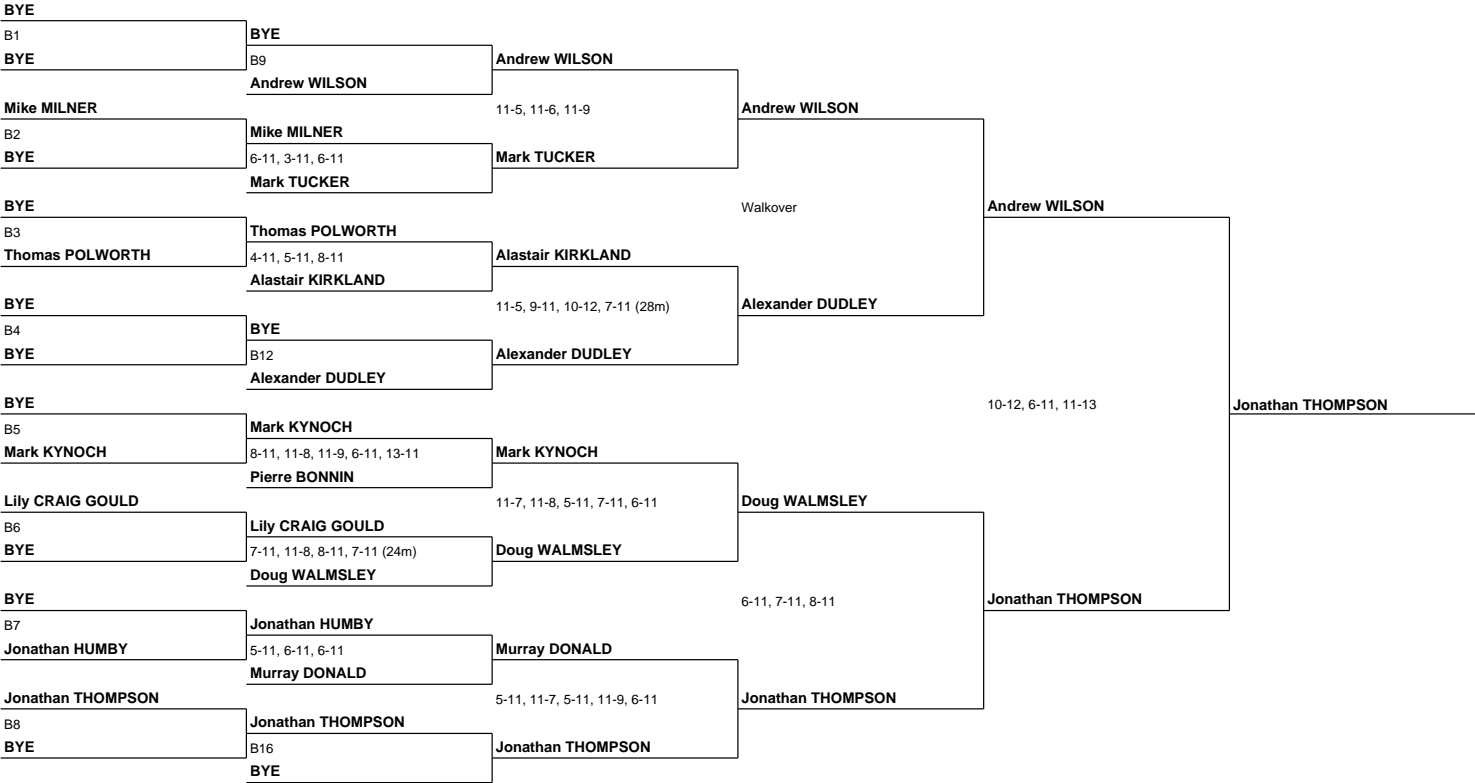 BYE
B1
BYE
BYE
B9
Andrew WILSON
Andrew WILSON
Mike MILNER
B2
BYE
Mike MILNER
6-11, 3-11, 6-11
Mark TUCKER
11-5, 11-6, 11-9
Mark TUCKER
Andrew WILSON
BYE
B3
Thomas POLWORTH
Thomas POLWORTH
4-11, 5-11, 8-11
Alastair KIRKLAND
Alastair KIRKLAND
Walkover
Andrew WILSON
BYE
B4
BYE
BYE
B12
Alexander DUDLEY
11-5, 9-11, 10-12, 7-11 (28m)
Alexander DUDLEY
Alexander DUDLEY
BYE
B5
Mark KYNOCH
Mark KYNOCH
8-11, 11-8, 11-9, 6-11, 13-11
Pierre BONNIN
Mark KYNOCH
10-12, 6-11, 11-13
Jonathan THOMPSON
Lily CRAIG GOULD
B6
BYE
Lily CRAIG GOULD
7-11, 11-8, 8-11, 7-11 (24m)
Doug WALMSLEY
11-7, 11-8, 5-11, 7-11, 6-11
Doug WALMSLEY
Doug WALMSLEY
BYE
B7
Jonathan HUMBY
Jonathan HUMBY
5-11, 6-11, 6-11
Murray DONALD
Murray DONALD
6-11, 7-11, 8-11
Jonathan THOMPSON
Jonathan THOMPSON
B8
BYE
Jonathan THOMPSON
B16
BYE
5-11, 11-7, 5-11, 11-9, 6-11
Jonathan THOMPSON
Jonathan THOMPSON